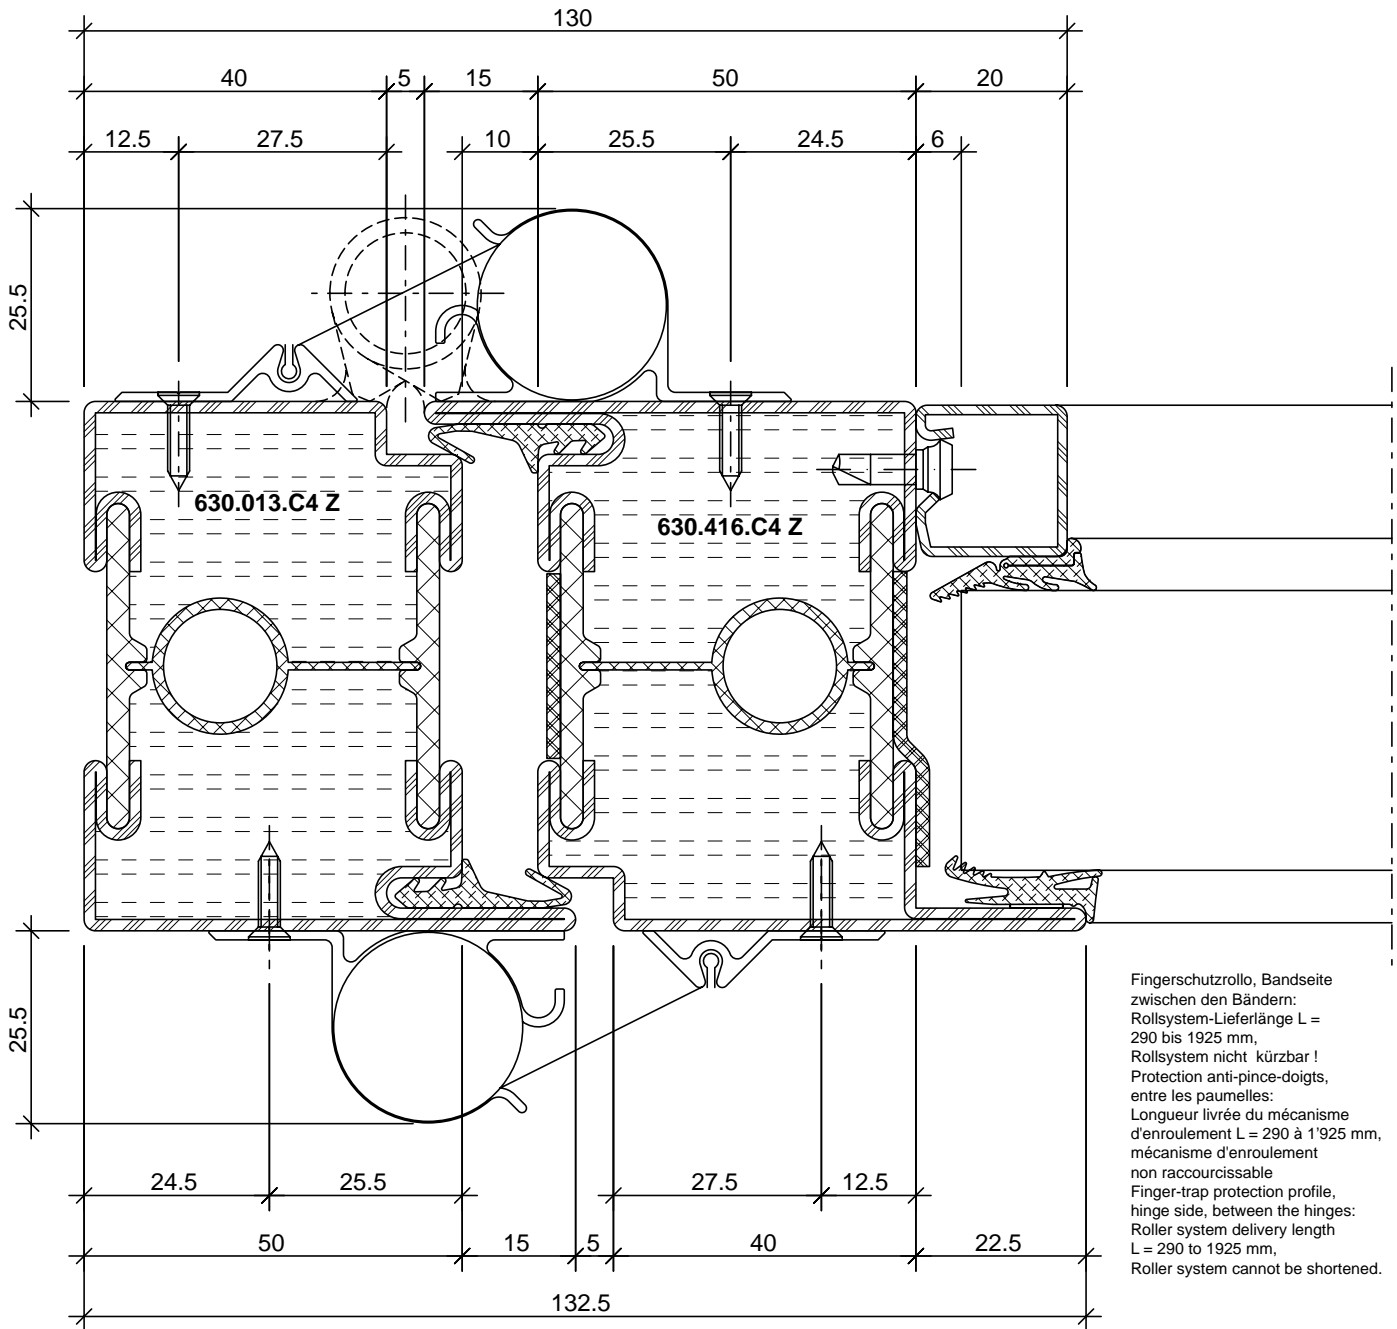 130
40 5 15 50 20
12.5 27.5 10 25.5 24.5 6
25.5
630.013.C4 Z
630.416.C4 Z
25.5
Fingerschutzrollo, Bandseite
zwischen den Bändern:
Rollsystem-Lieferlänge L =
290 bis 1925 mm,
Rollsystem nicht kürzbar !
Protection anti-pince-doigts,
entre les paumelles:
Longueur livrée du mécanisme
d'enroulement L = 290 à 1'925 mm,
mécanisme d'enroulement
non raccourcissable
Finger-trap protection profile,
hinge side, between the hinges:
Roller system delivery length
L = 290 to 1925 mm,
Roller system cannot be shortened.
24.5 25.5 27.5 12.5
50 15 5 40 22.5
132.5